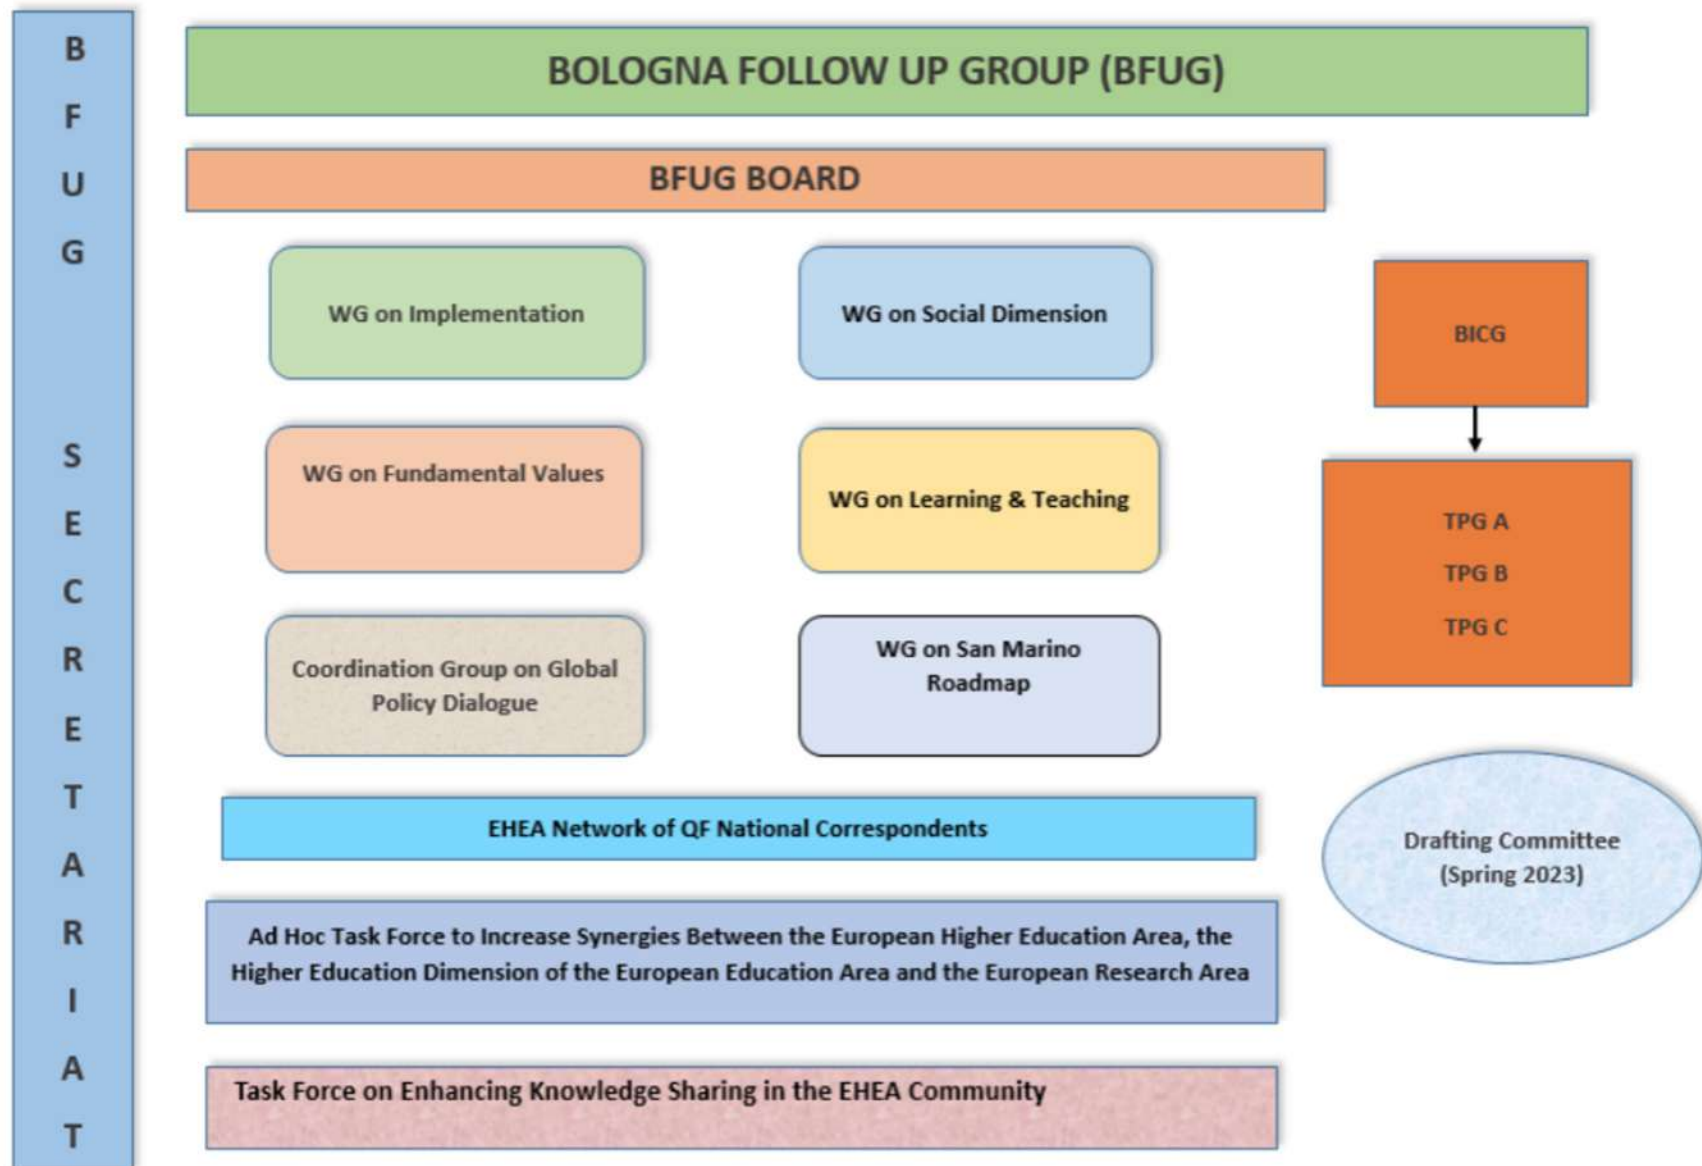 BFUG SECRETARIAT
BOLOGNA FOLLOW UP GROUP (BFUG)
BFUG BOARD
WG on Implementation
WG on Social Dimension
BICG
WG on Fundamental Values
WG on Learning & Teaching
TPG A
TPG B
TPG C
Coordination Group on Global
Policy Dialogue
WG on San Marino
Roadmap
EHEA Network of QF National Correspondents
Drafting Committee
(Spring 2023)
Ad Hoc Task Force to Increase Synergies Between the European Higher Education Area, the
Higher Education Dimension of the European Education Area and the European Research Area
Task Force on Enhancing Knowledge Sharing in the EHEA Community